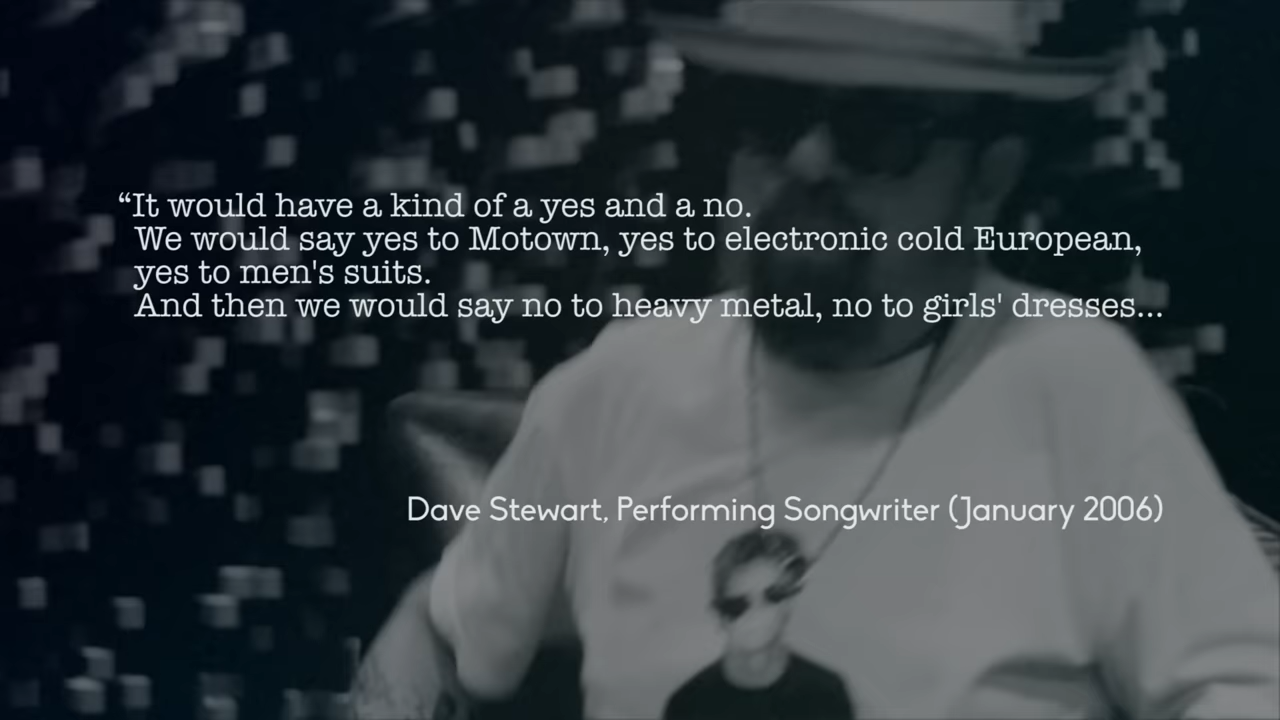 “It would have a kind of a yes and a no.
We would say yes to Motown, yes to electronic cold European,
yes to men's suits.
And then we would say no to heavy metal, no to girls' dresses...
Dave Stewart, Performing Songwriter (January 2006)